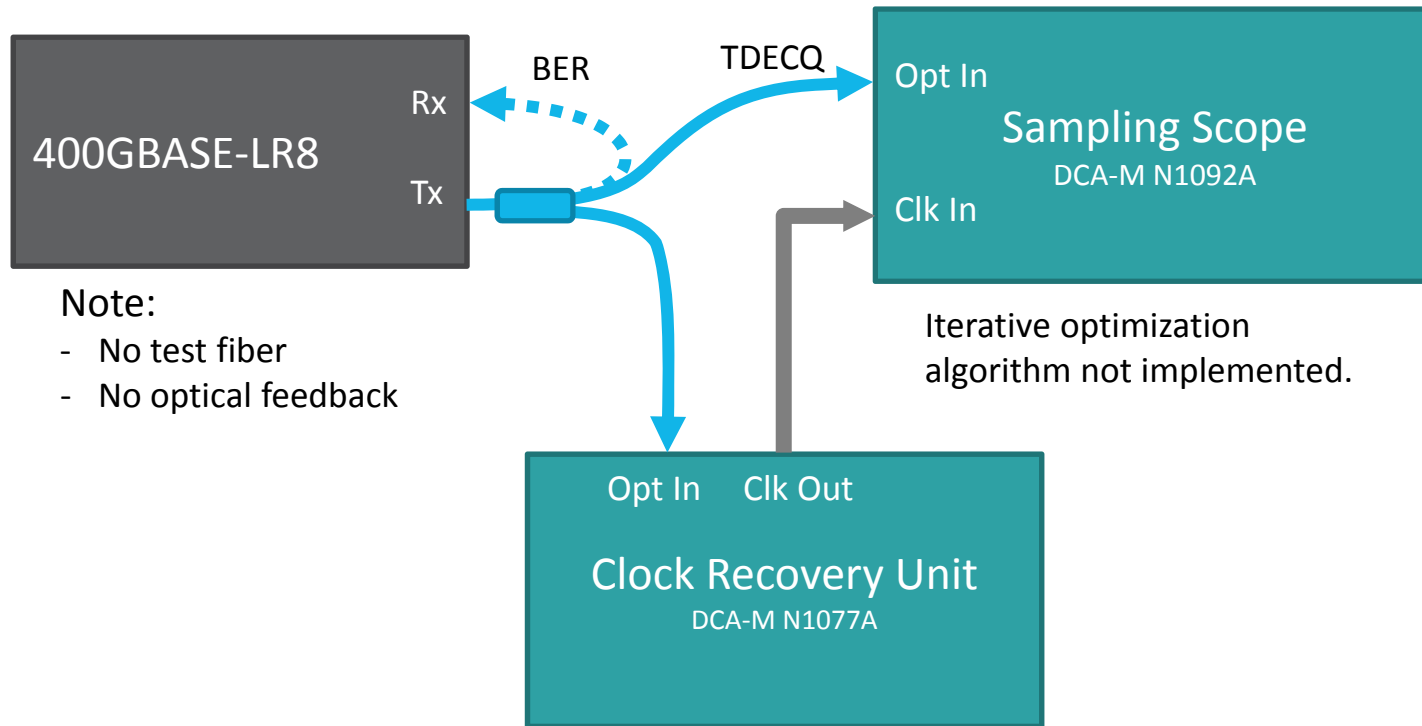 400GBASE-LR8
Rx
Tx
BER
TDECQ
Opt In
Sampling Scope
DCA-M N1092A
Clk In
Note:
- No test fiber
- No optical feedback
Iterative optimization
algorithm not implemented.
Opt In
Clk Out
Clock Recovery Unit
DCA-M N1077A